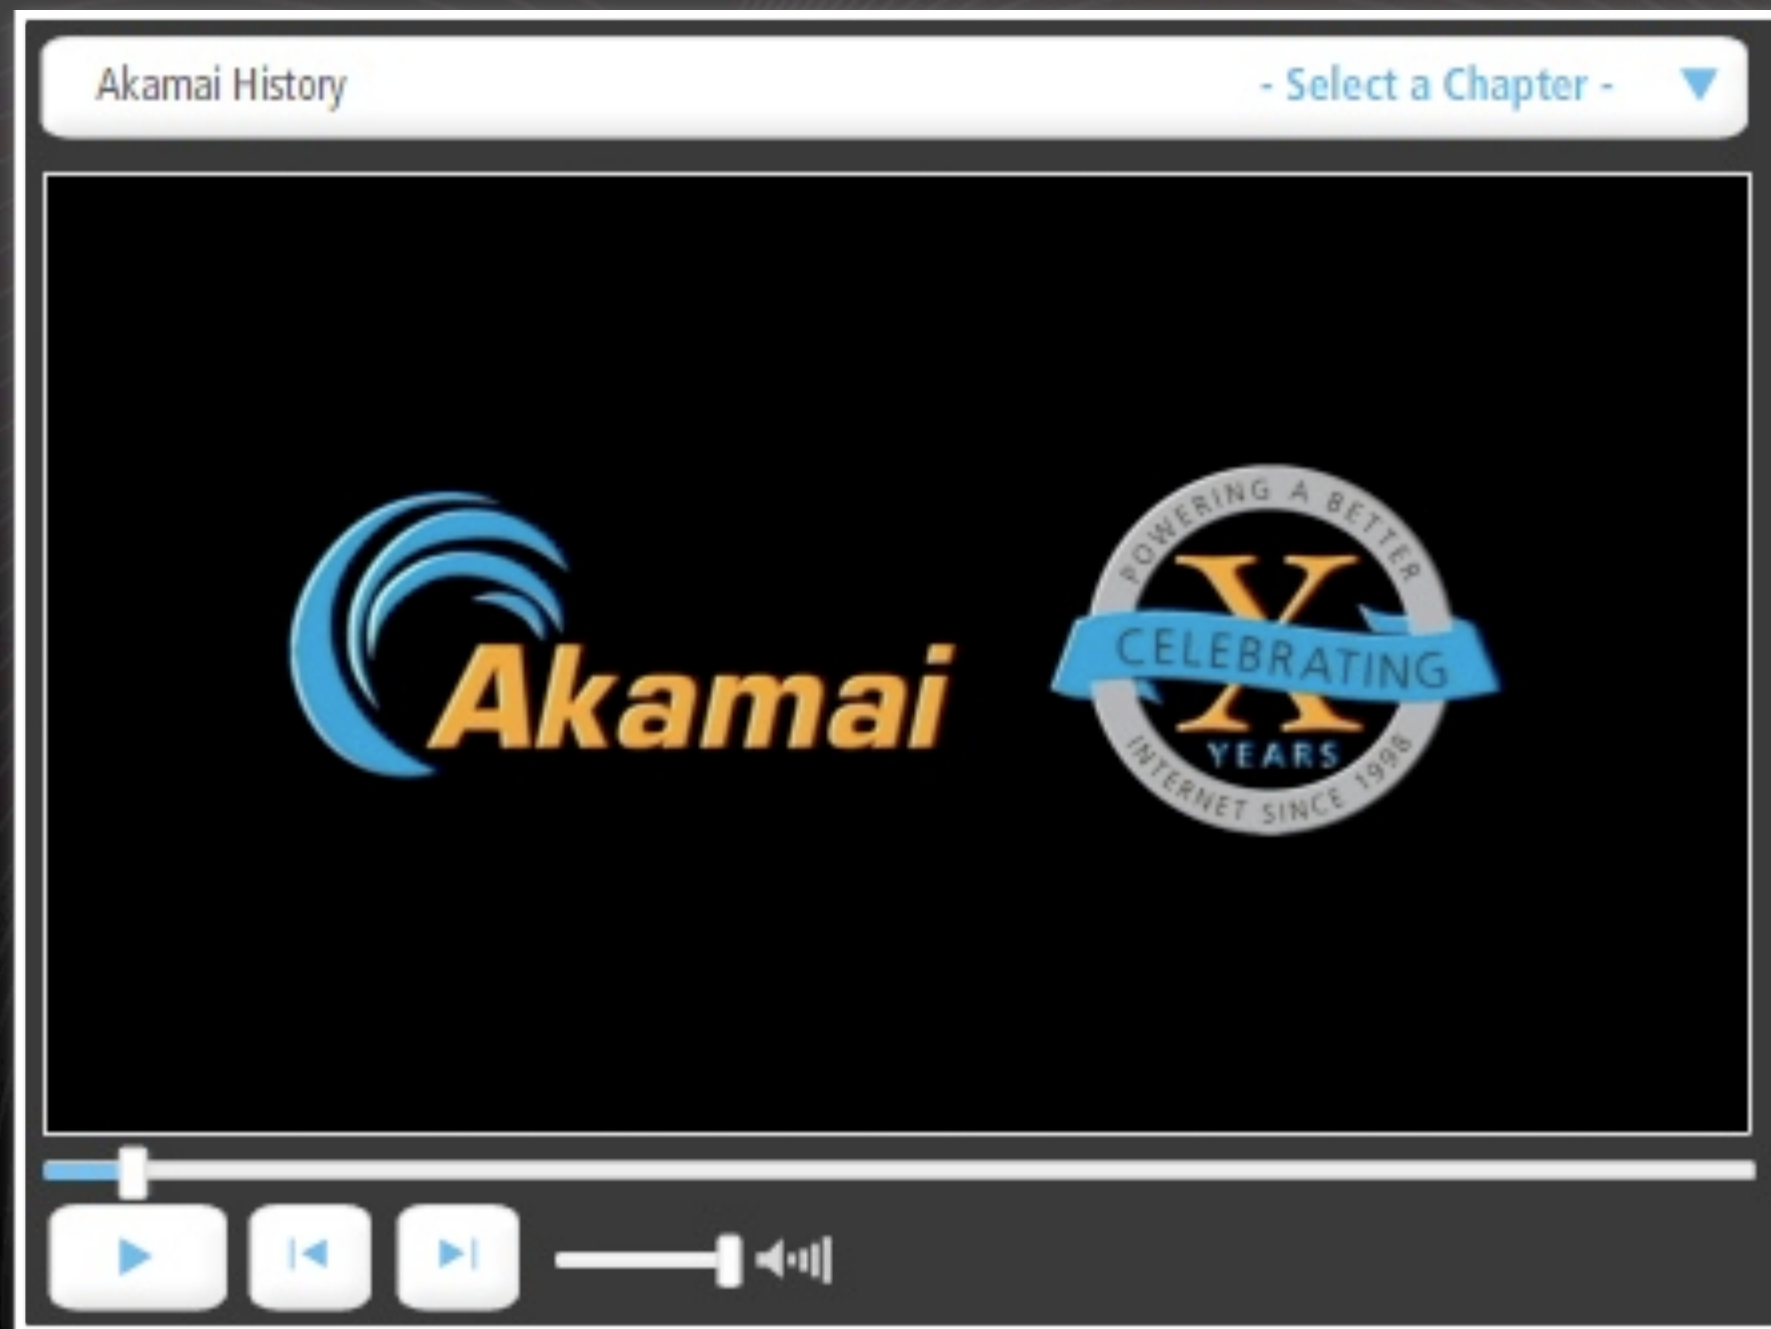 Akamai History
- Select a Chapter -
Akamai
POWERING A BETTER
X
CELEBRATING
YEARS
INTERNET SINCE 1998